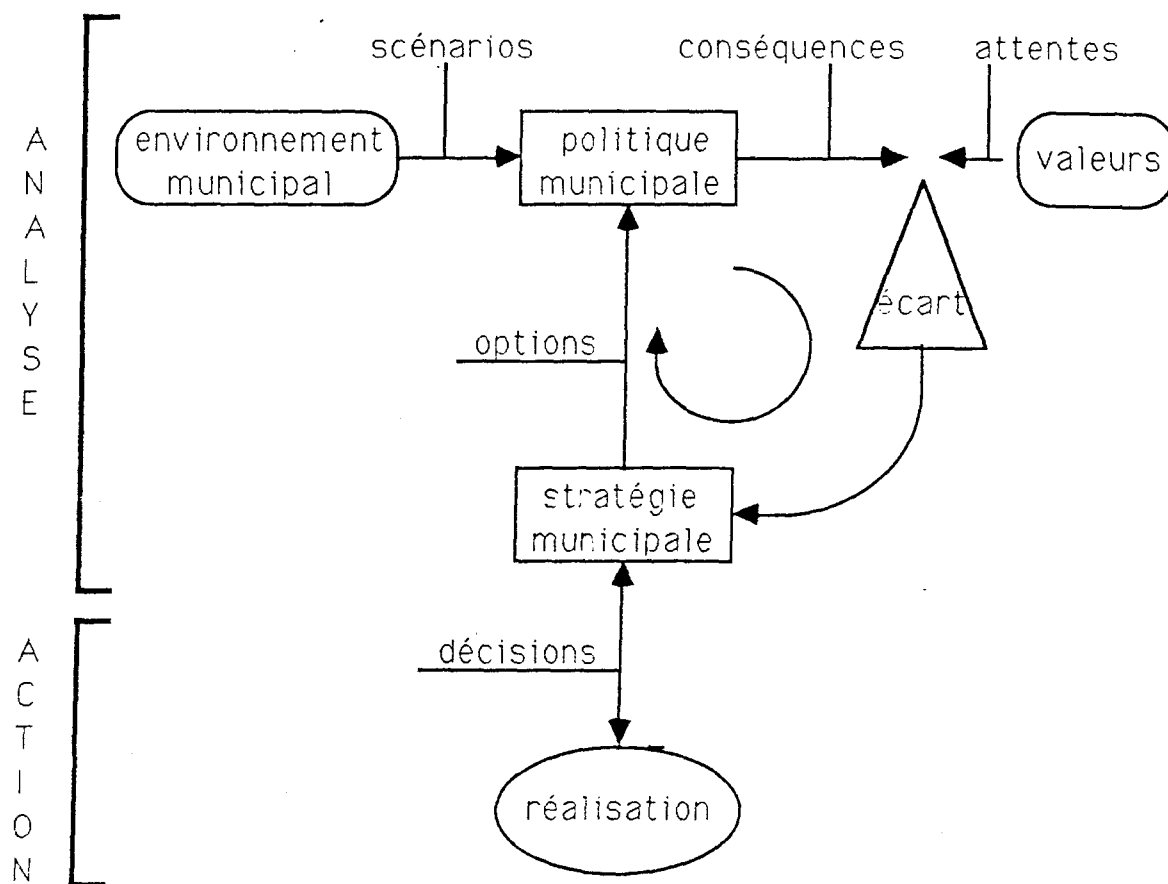 scénarios
conséquences
attentes
environnement
municipal
politique
municipale
valeurs
écart
options
stratégie
municipale
décisions
réalisation
ANALYSE
ACTION